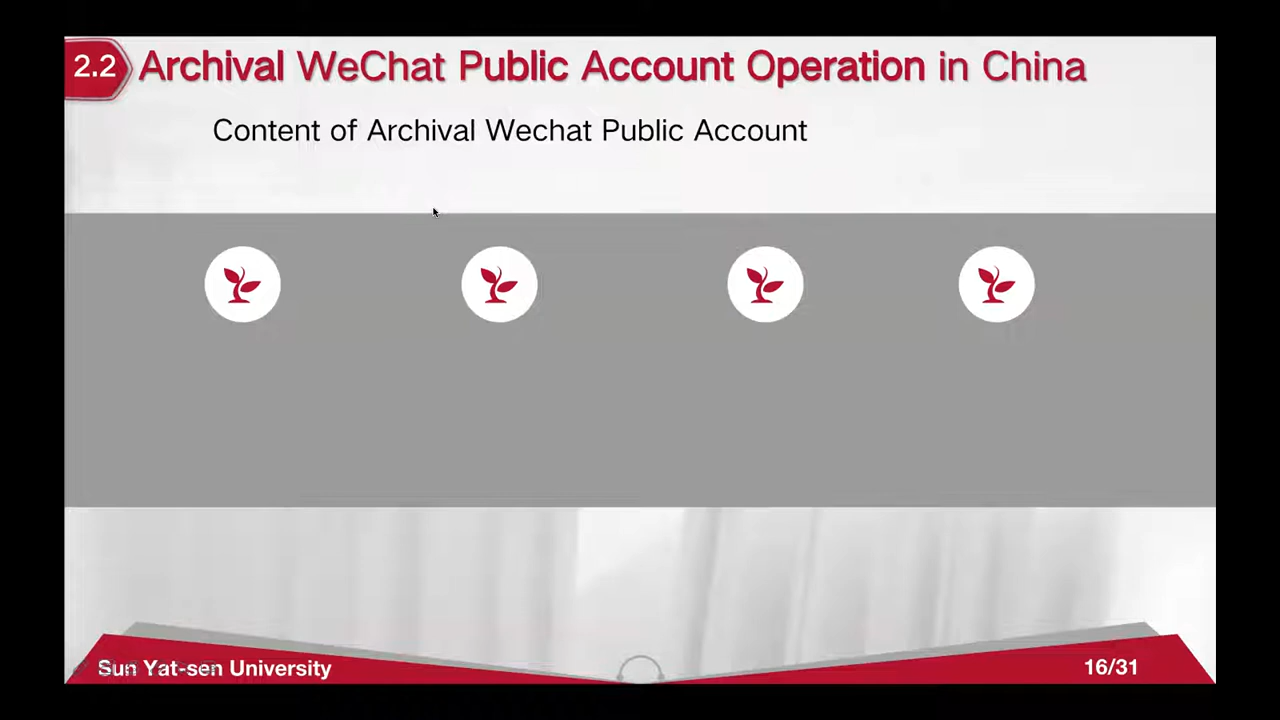 2.2 Archival WeChat Public Account Operation in China
Content of Archival Wechat Public Account
Sun Yat-sen University
16/31